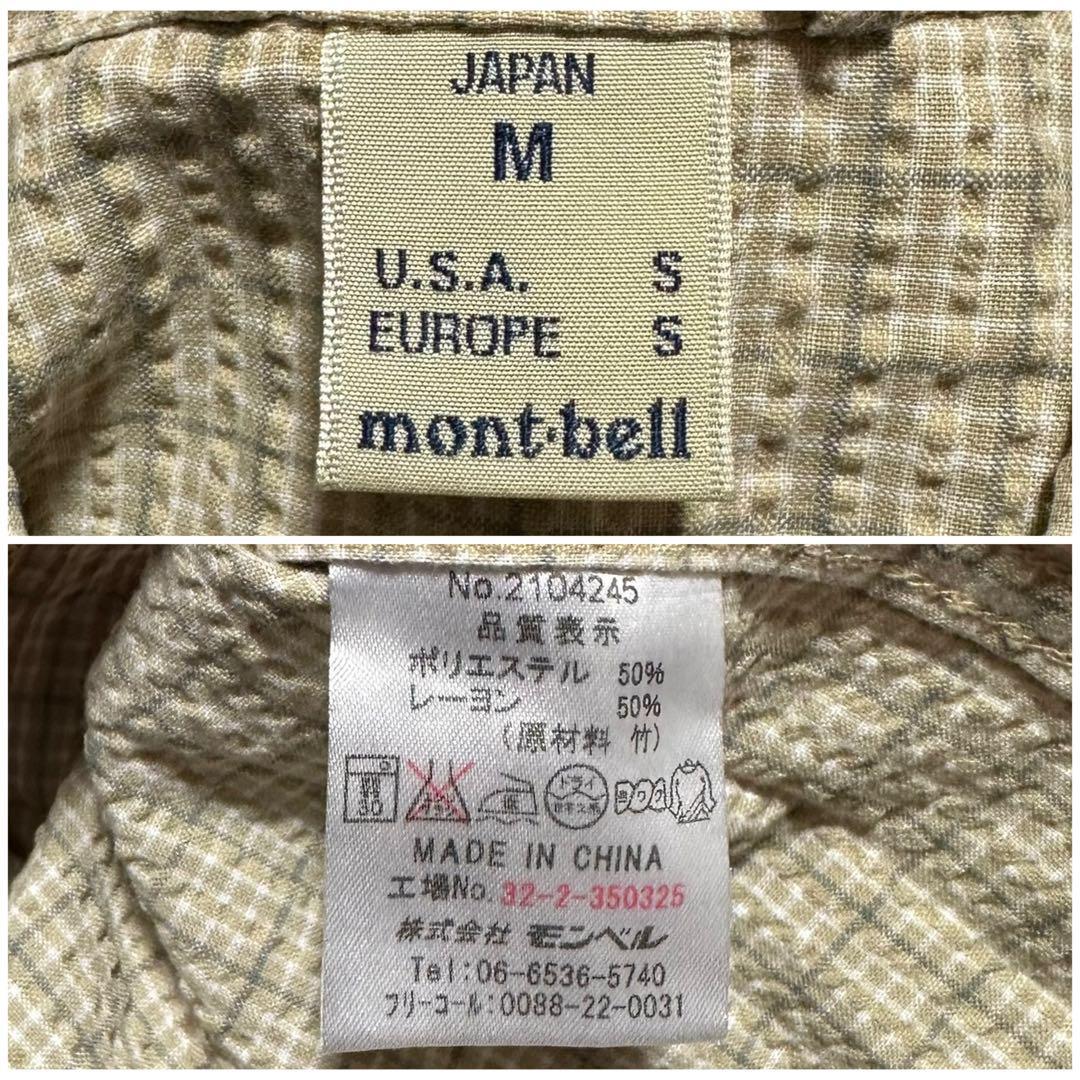 JAPAN
M
U.S.A. S
EUROPE S
mont·bell
No.2104245
品質表示
ポリエステル 50%
レーヨン 50%
(原材料 竹)
ドライ
MADE IN CHINA
工場No. 32-2-350325
株式会社 モンベル
Tel:06-6536-5740
フリーコール:0088-22-0031